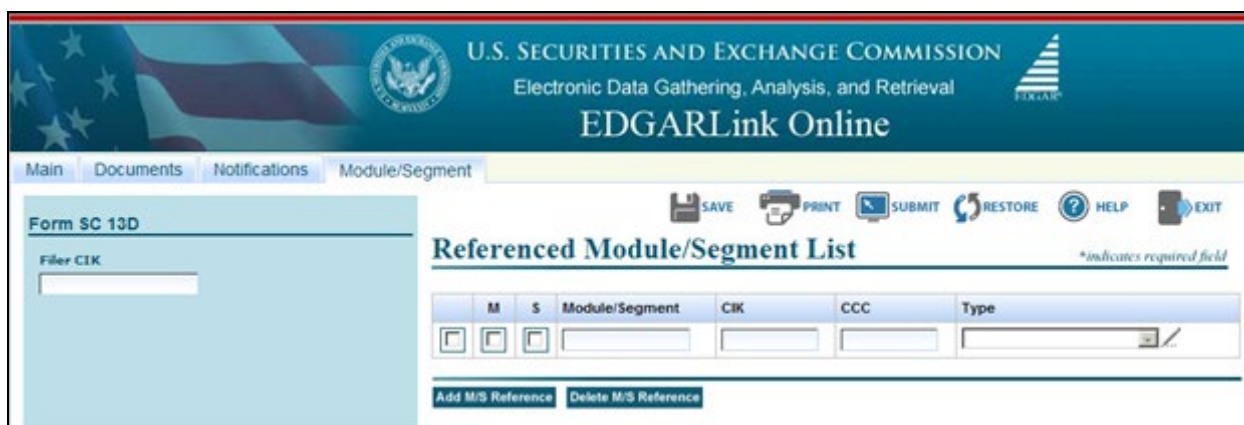 U.S. SECURITIES AND EXCHANGE COMMISSION
Electronic Data Gathering, Analysis, and Retrieval
EDGAR
EDGARLink Online
Main Documents Notifications Module/Segment
SAVE PRINT SUBMIT RESTORE HELP EXIT
Form SC 13D
Filer CIK
Referenced Module/Segment List
*indicates required field
M S Module/Segment CIK CCC Type
Add M/S Reference Delete M/S Reference